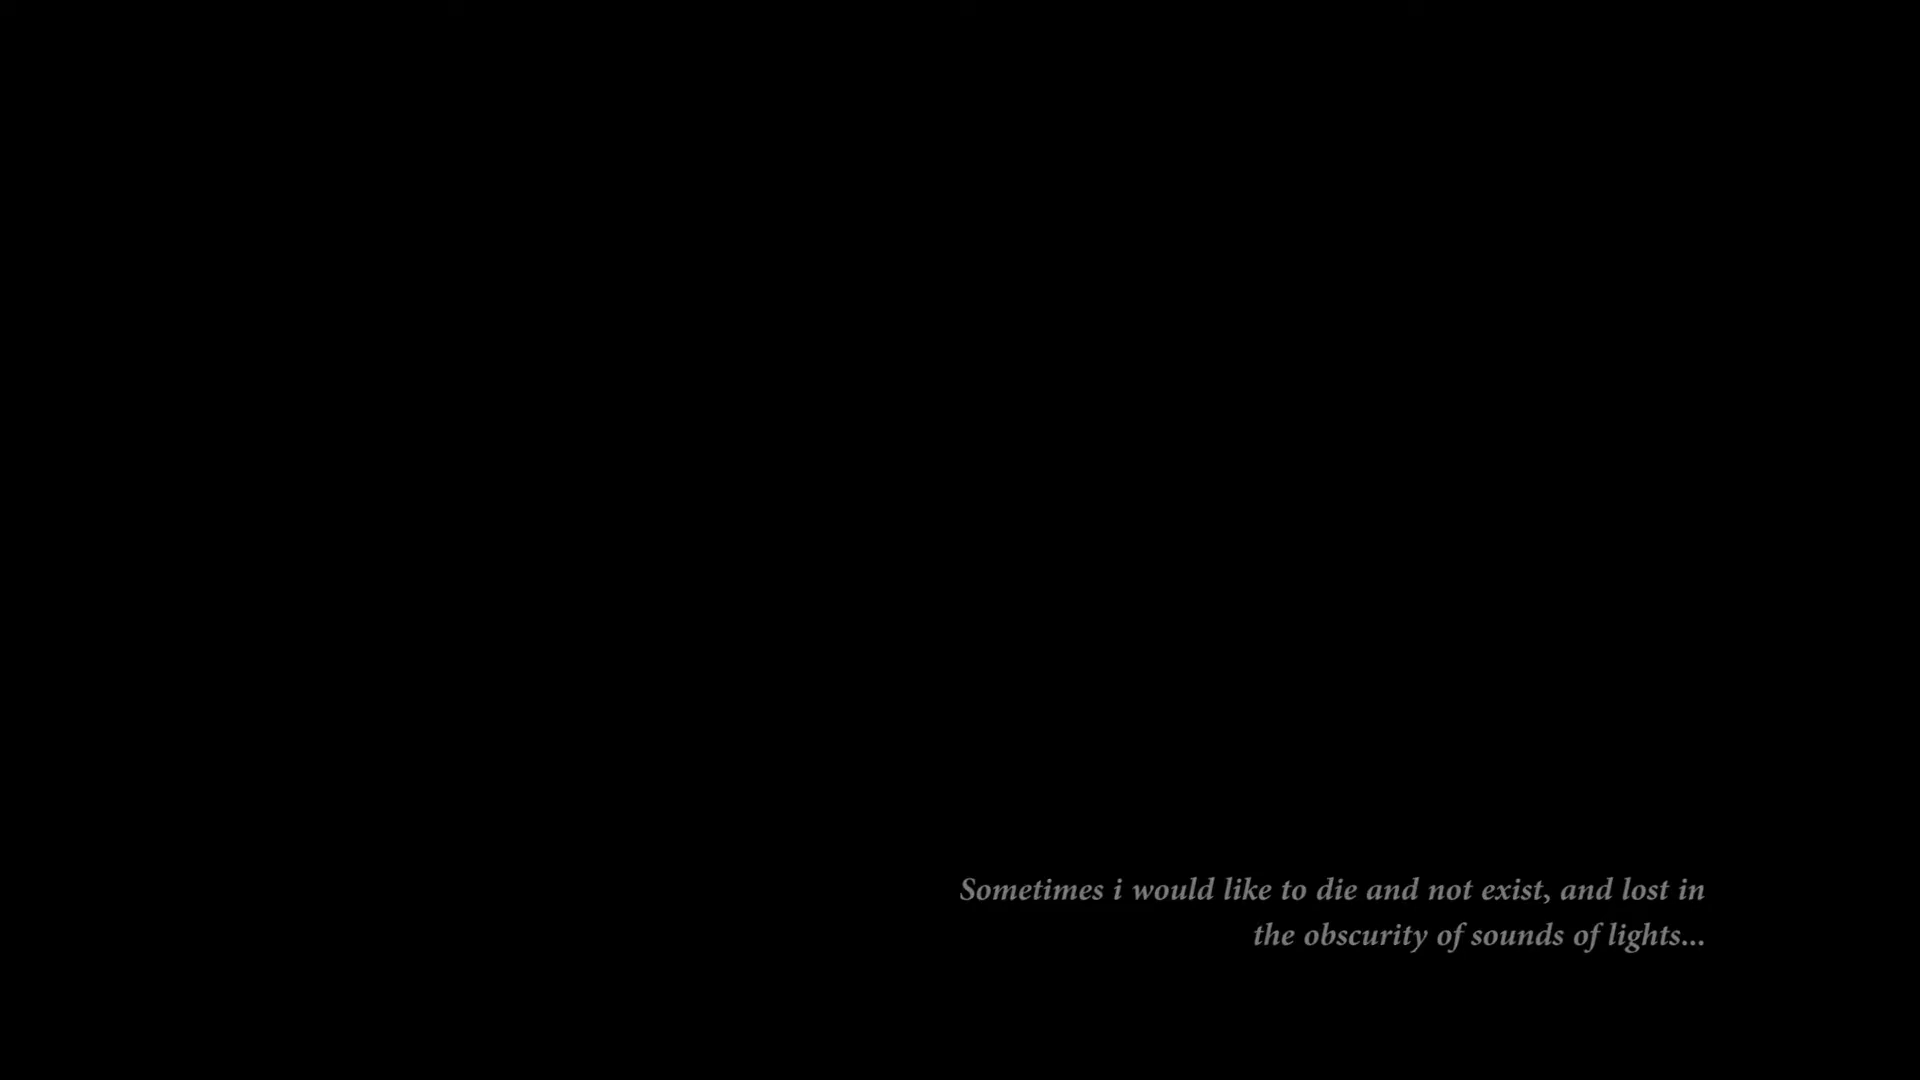 Sometimes i would like to die and not exist, and lost in
the obscurity of sounds of lights...